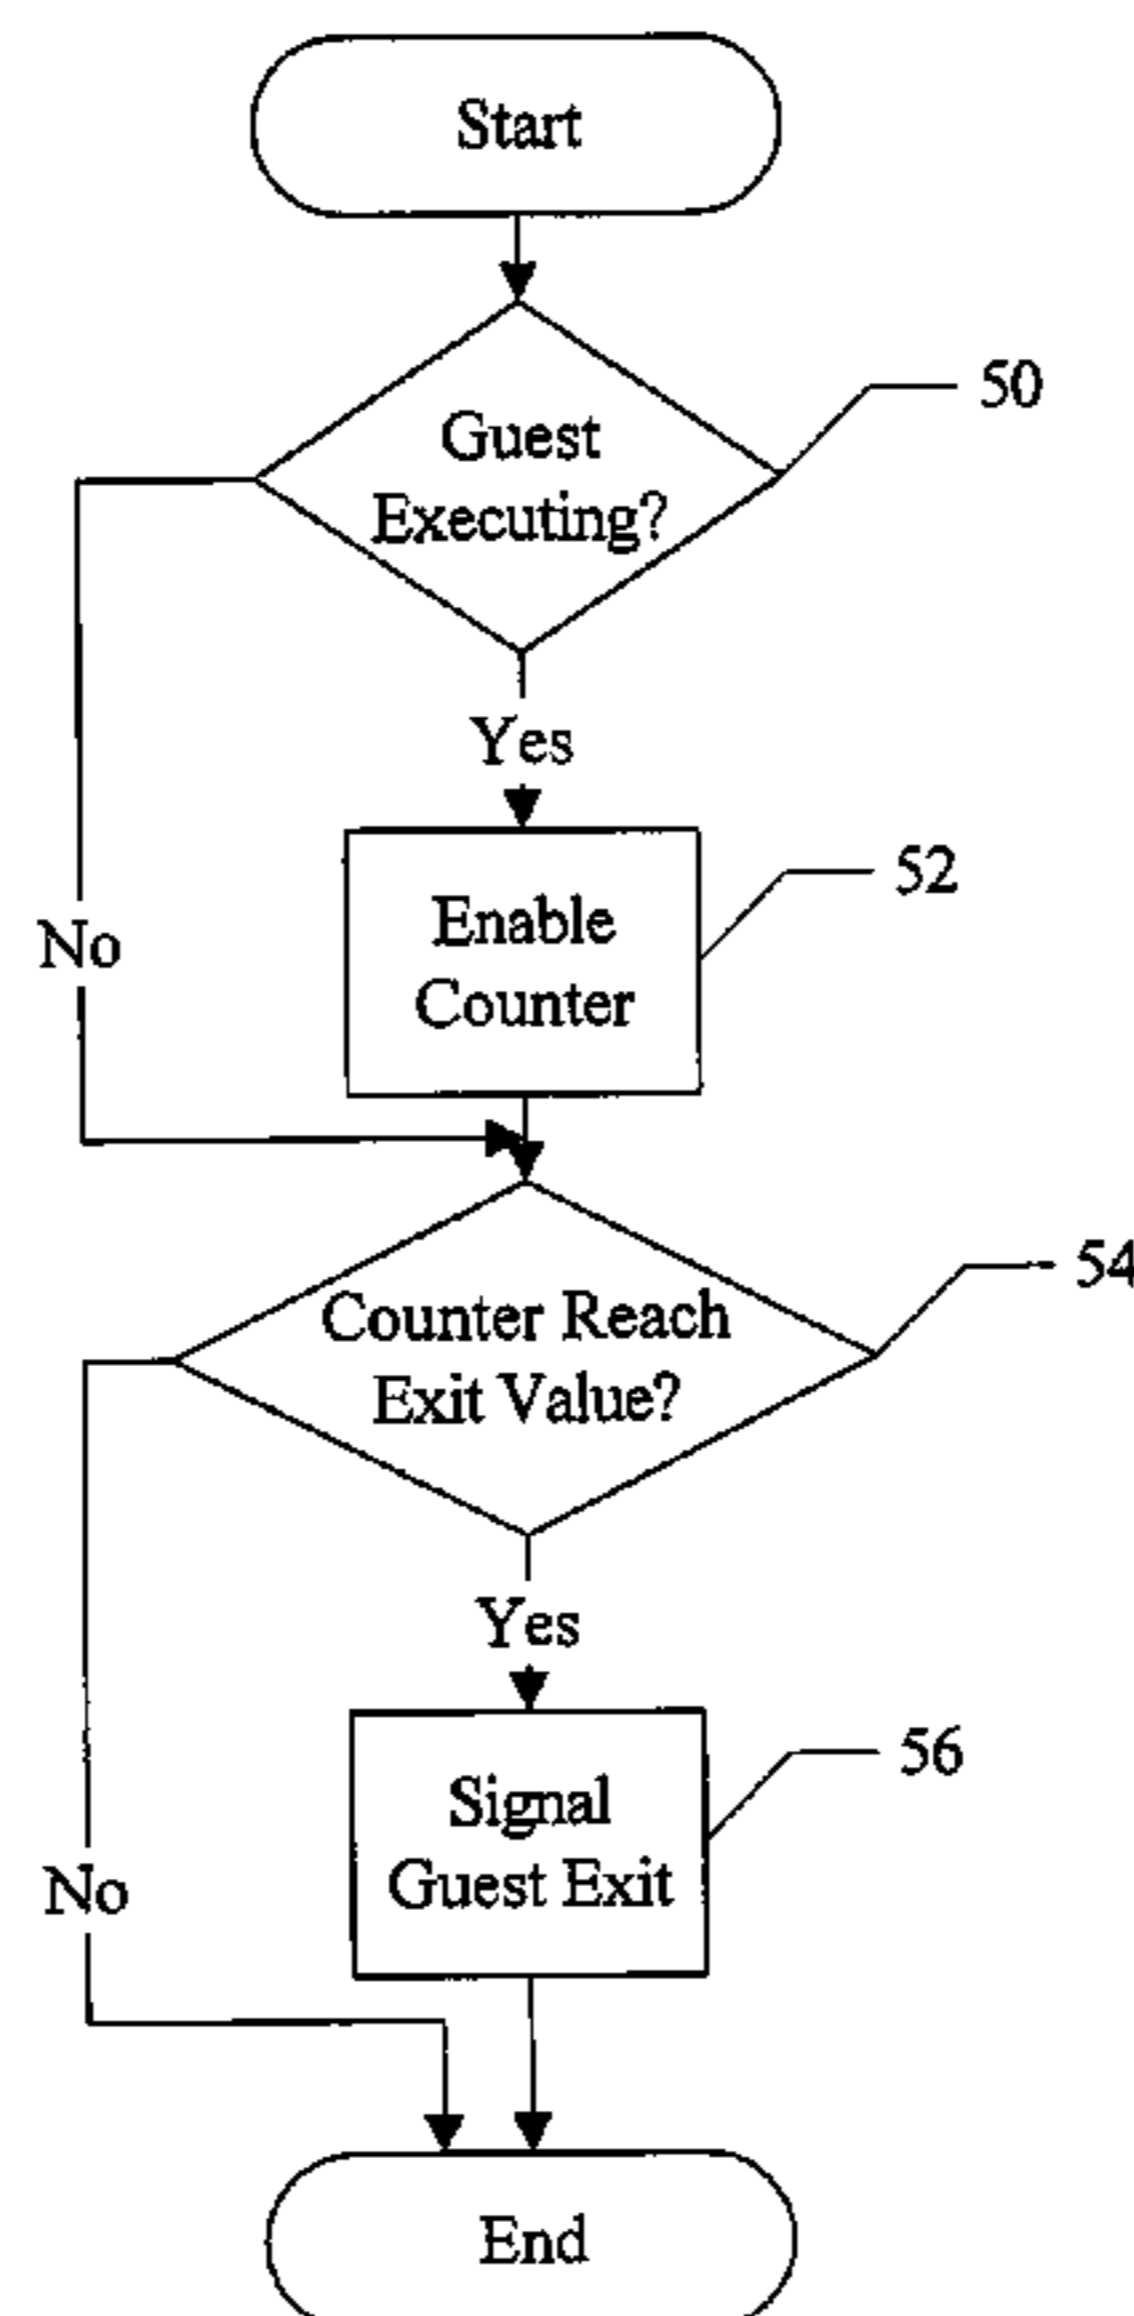 Start
Guest
Executing?
50
Yes
Enable
Counter
52
No
Counter Reach
Exit Value?
54
Yes
Signal
Guest Exit
56
No
End